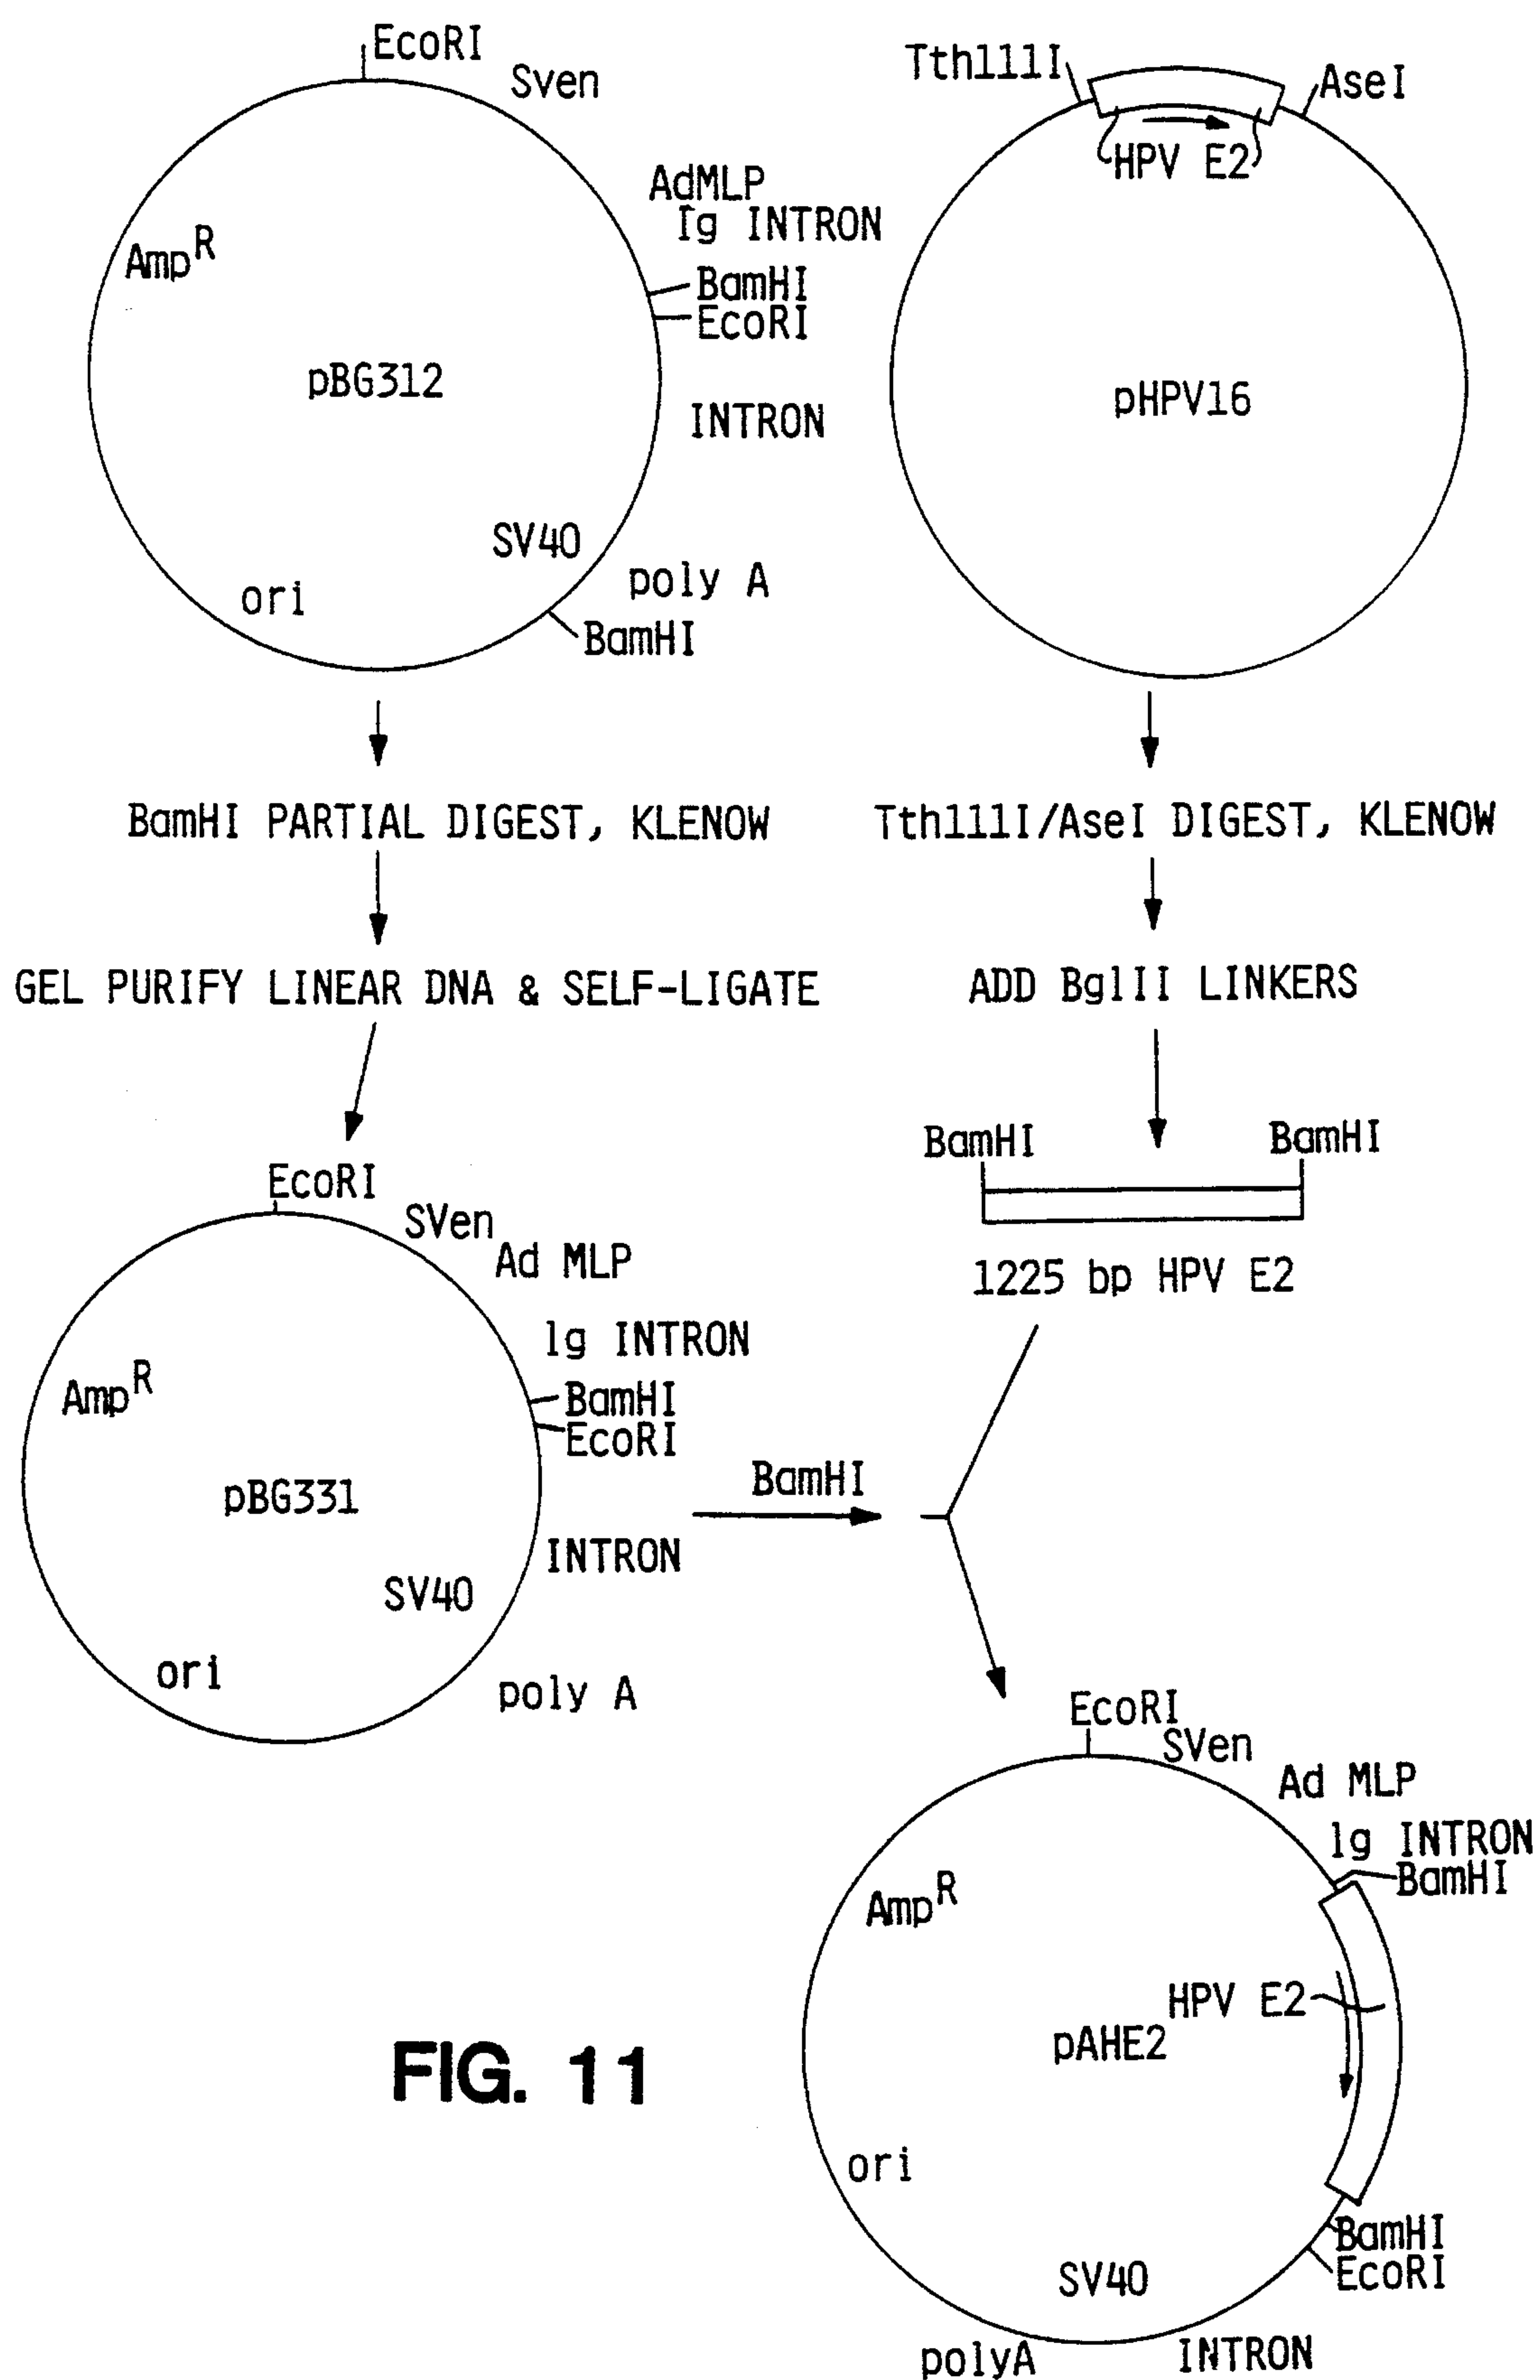 EcoRI
Sven
AdMLP
Ig INTRON
BamHI
EcoRI
Amp^R
pBG312
INTRON
SV40
poly A
ori
BamHI
Tth111I
AseI
HPV E2
pHPV16
BamHI PARTIAL DIGEST, KLENOW
Tth111I/AseI DIGEST, KLENOW
GEL PURIFY LINEAR DNA & SELF-LIGATE
ADD BglII LINKERS
BamHI
BamHI
1225 bp HPV E2
EcoRI
SVen
Ad MLP
Ig INTRON
BamHI
EcoRI
Amp^R
pBG331
INTRON
SV40
ori
poly A
BamHI
EcoRI
SVen
Ad MLP
Ig INTRON
BamHI
Amp^R
HPV E2
pAHE2
ori
BamHI
EcoRI
SV40
polyA
INTRON
FIG. 11